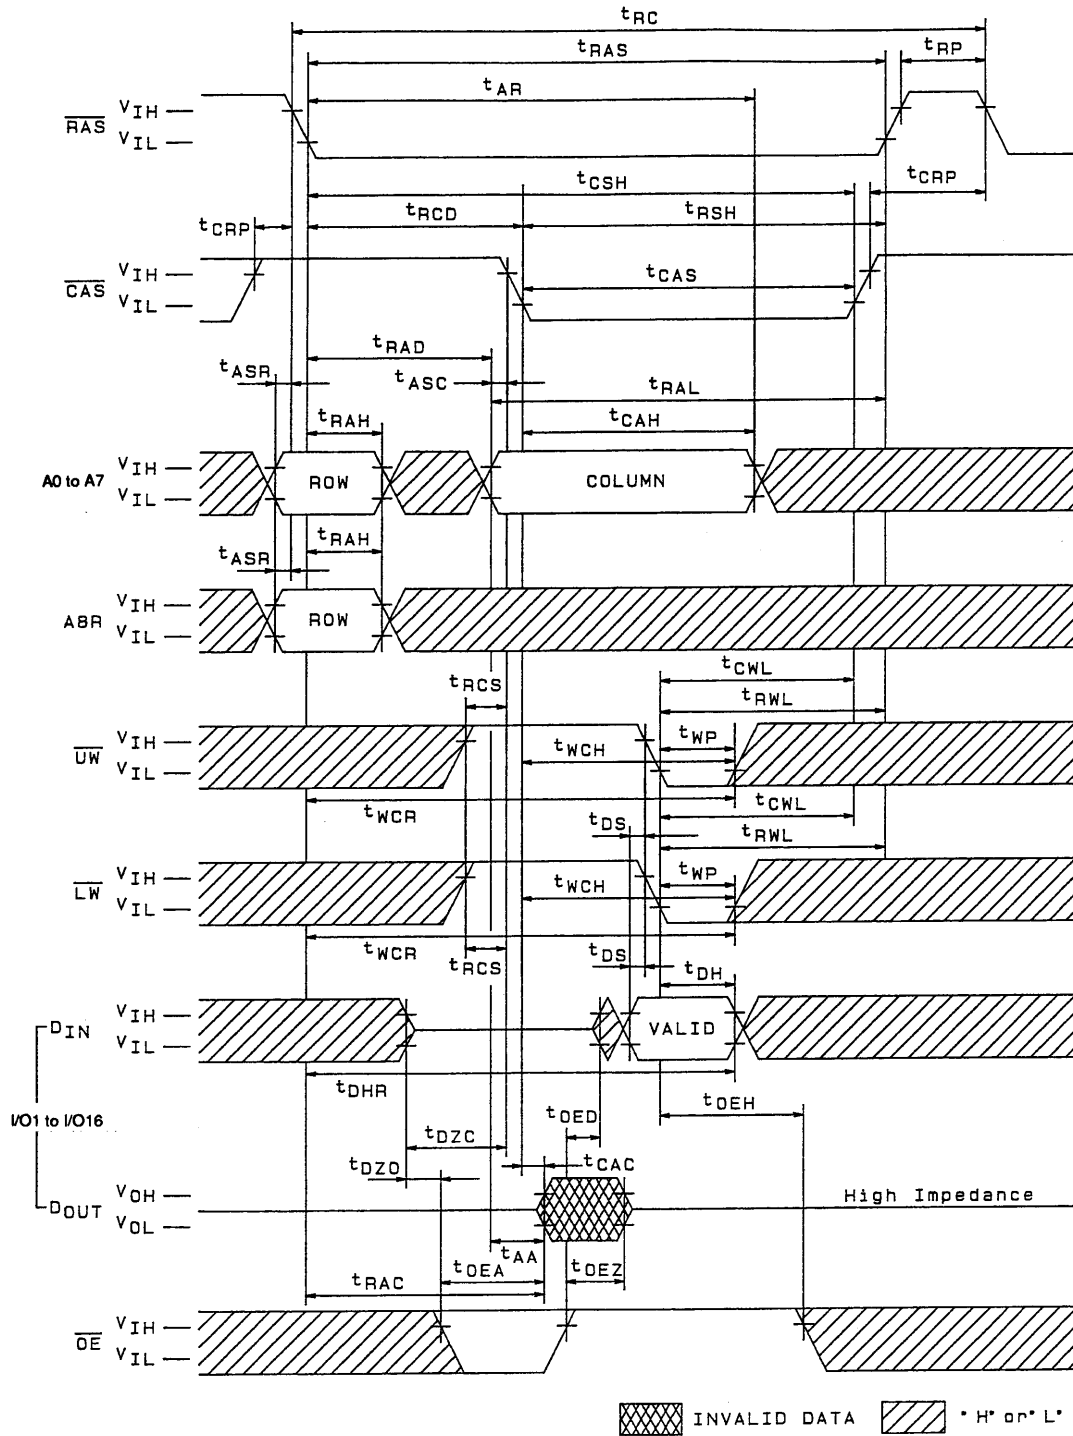 tRC
tRAS
tRP
tAR
RAS VIH
VIL
tCSH
tCRP
tRCD
tRSH
tCRP
CAS VIH
VIL
tCAS
tRAD
tASR
tASC
tRAL
tRAH
tCAH
A0 to A7 VIH
VIL
ROW
COLUMN
tASR
tRAH
A8R VIH
VIL
ROW
tCWL
tRCS
tRWL
UW VIH
VIL
tWCH
tWP
tWCR
tCWL
tDS
tRWL
LW VIH
VIL
tWCH
tWP
tWCR
tRCS
tDS
tDH
DIN VIH
VIL
VALID
tDHR
tOEH
I/O1 to I/O16
tOED
tDZC
tCAC
tDZO
DOUT VOH
VOL
High Impedance
tAA
tOEA
tOEZ
tRAC
OE VIH
VIL
INVALID DATA
"H" or "L"